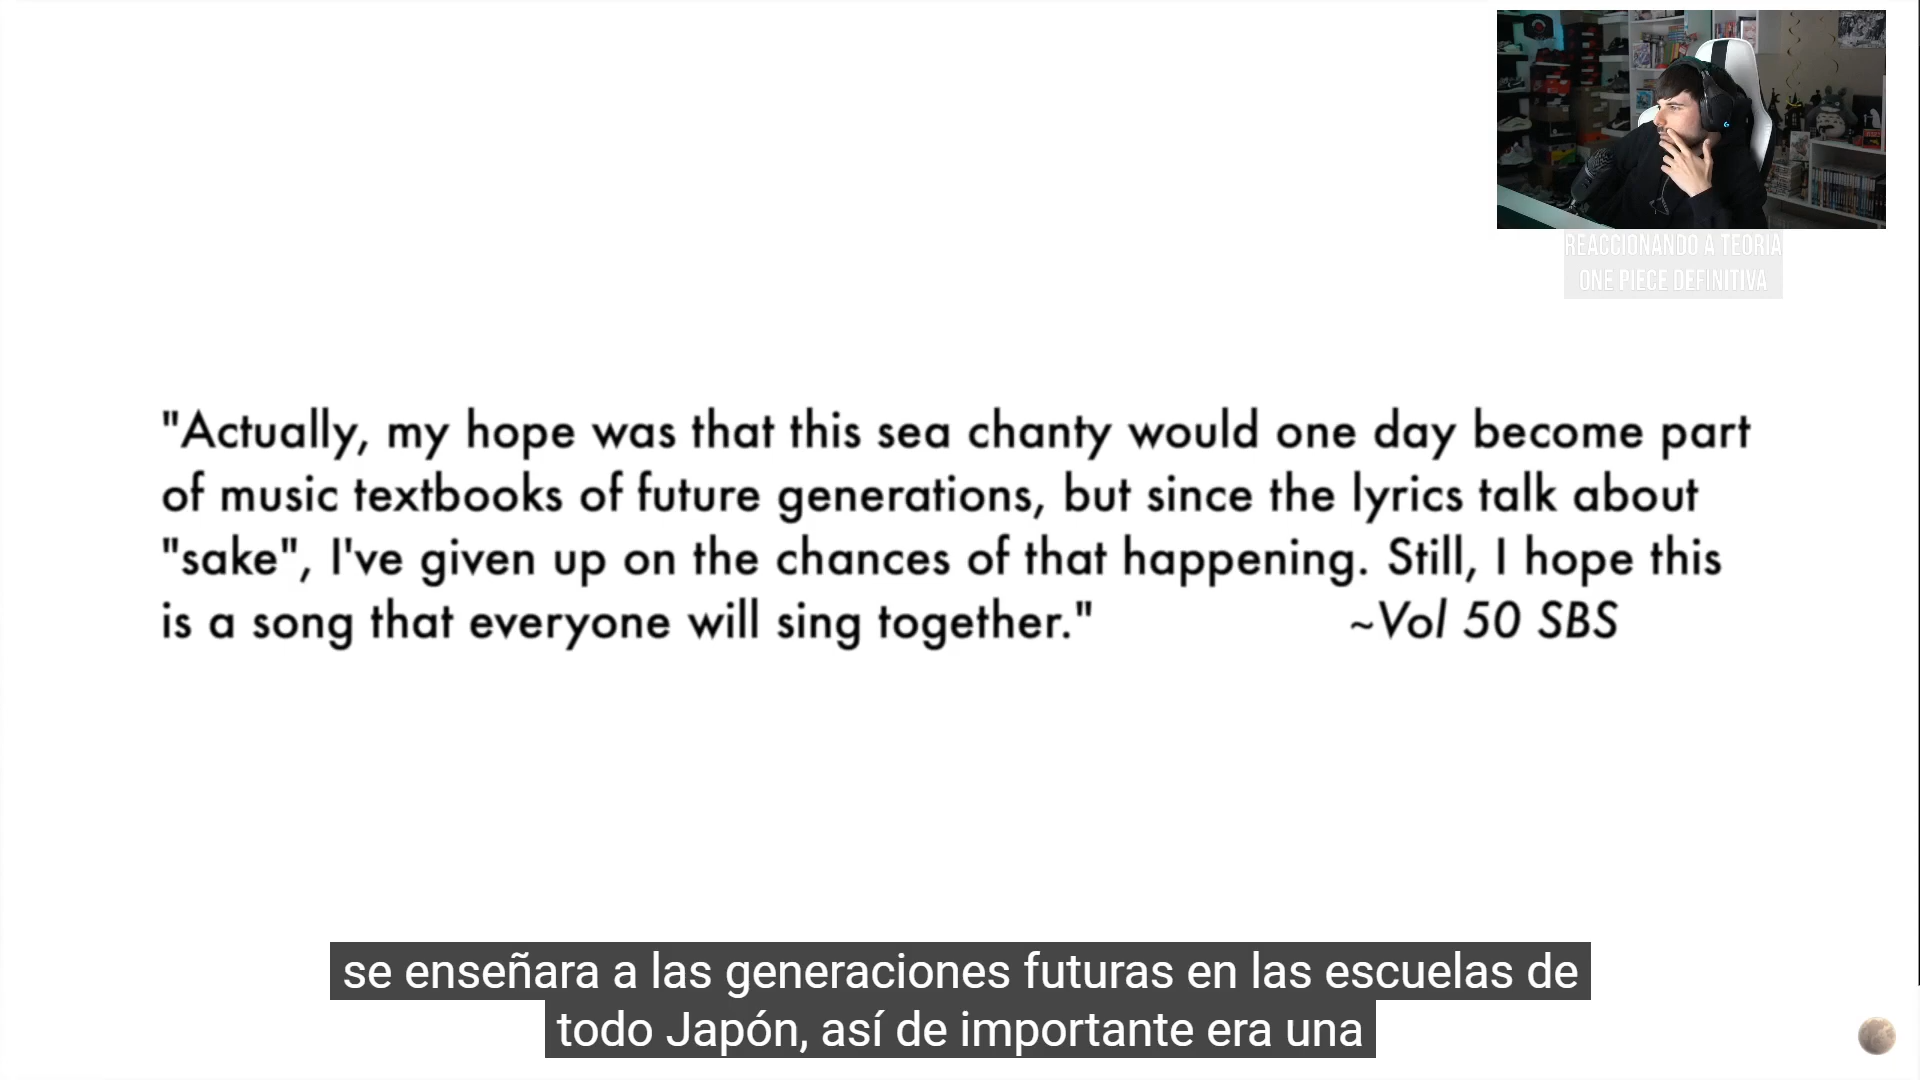 REACCIONANDO A TEORIA
ONE PIECE DEFINITIVA
"Actually, my hope was that this sea chanty would one day become part
of music textbooks of future generations, but since the lyrics talk about
"sake", I've given up on the chances of that happening. Still, I hope this
is a song that everyone will sing together." ~Vol 50 SBS
se enseñara a las generaciones futuras en las escuelas de
todo Japón, así de importante era una